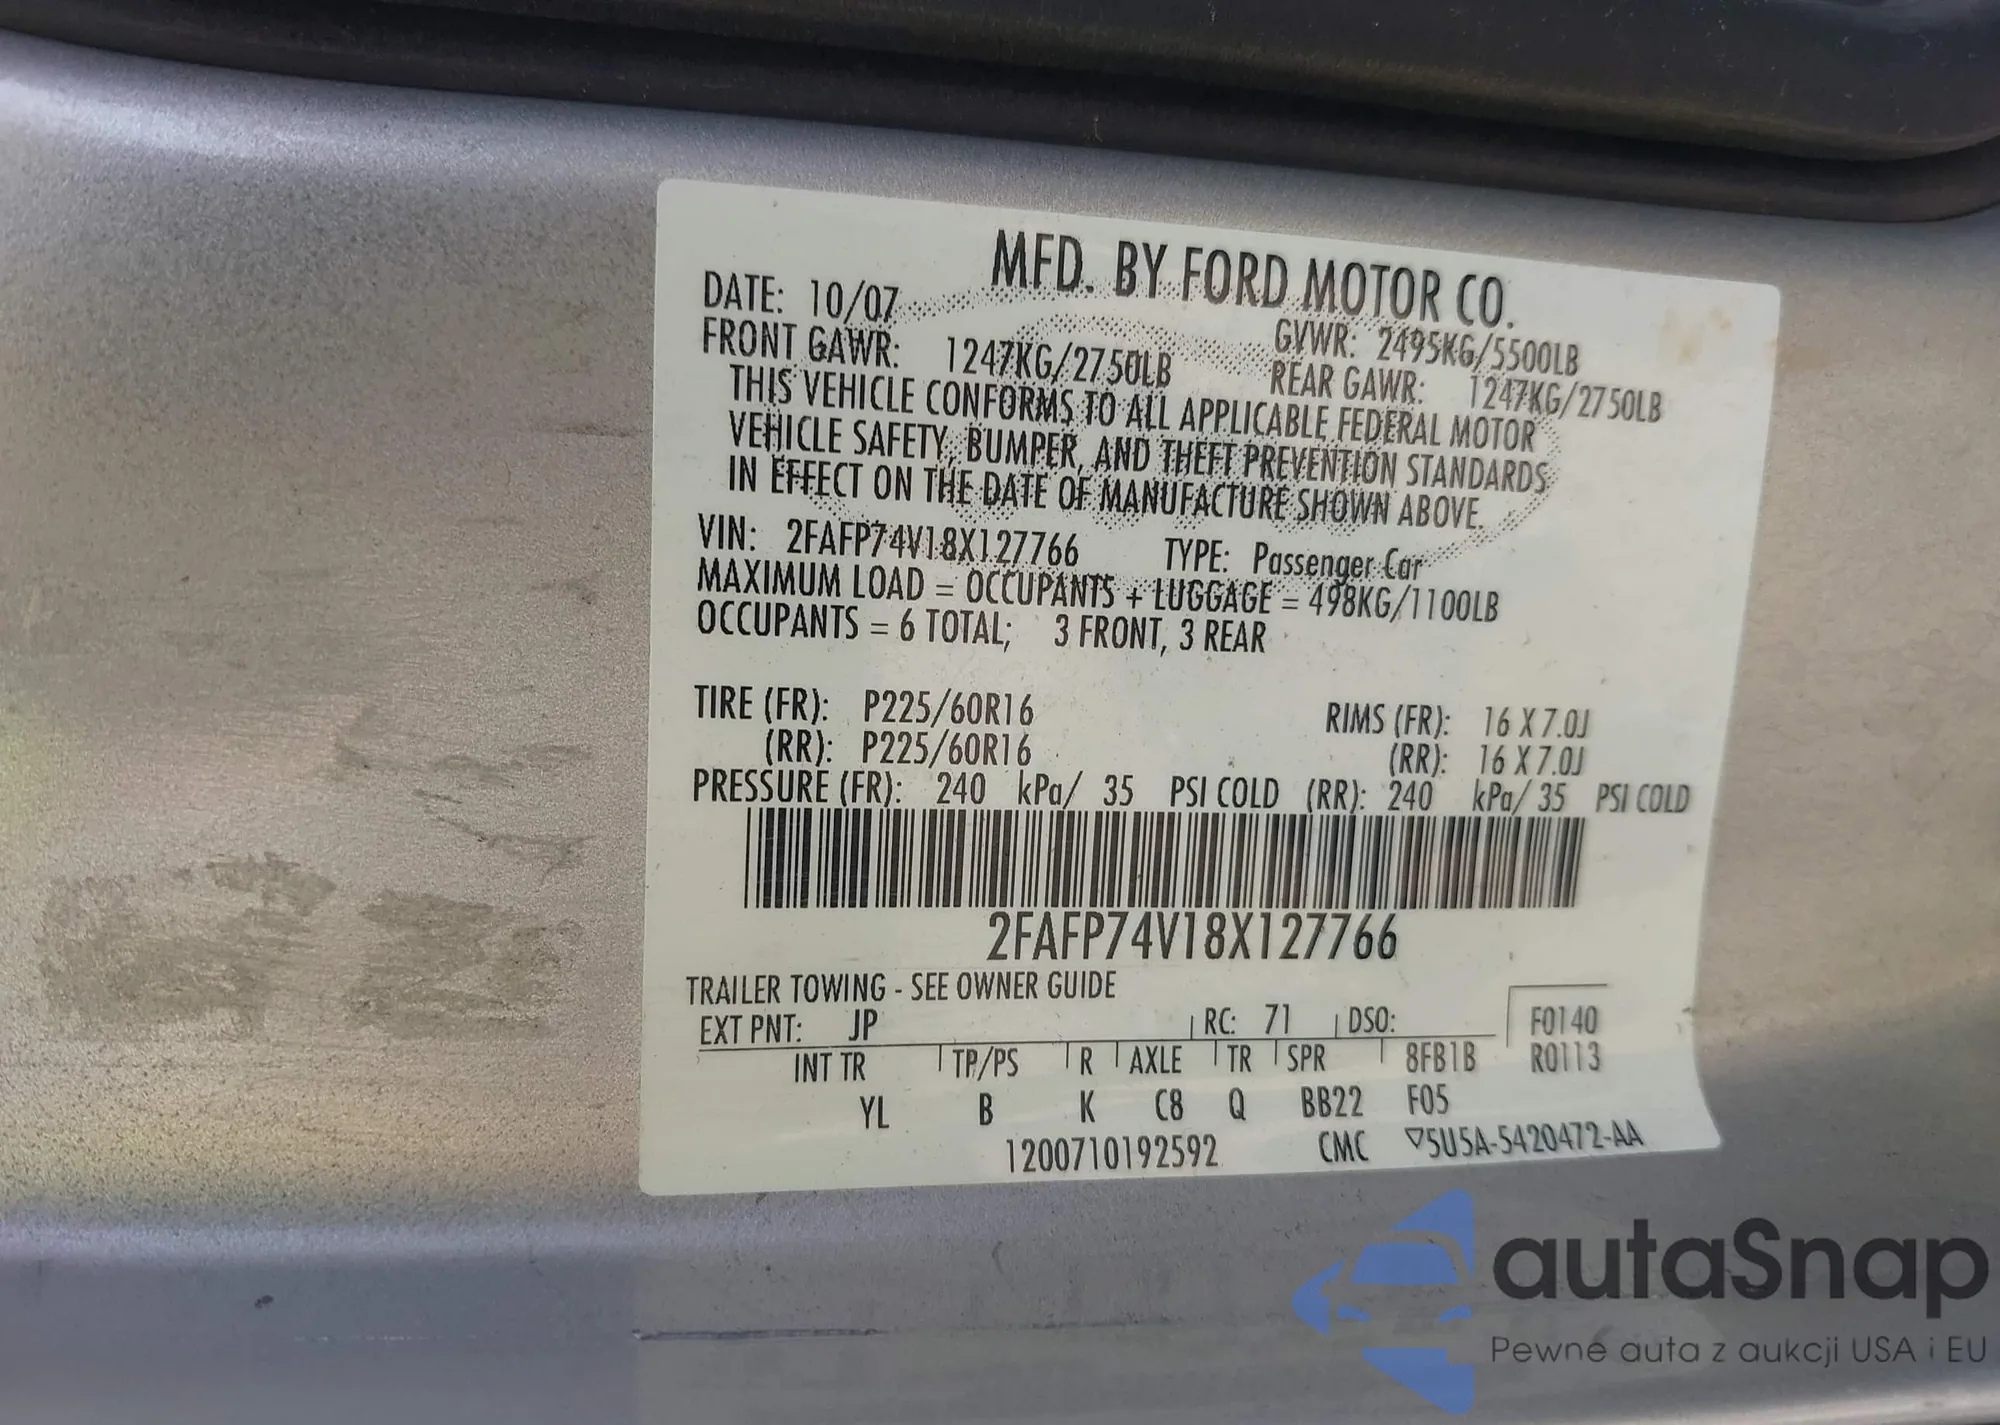 MFD. BY FORD MOTOR CO.
DATE: 10/07 GVWR: 2495KG/5500LB
FRONT GAWR: 1247KG/2750LB REAR GAWR: 1247KG/2750LB
THIS VEHICLE CONFORMS TO ALL APPLICABLE FEDERAL MOTOR
VEHICLE SAFETY, BUMPER, AND THEFT PREVENTION STANDARDS
IN EFFECT ON THE DATE OF MANUFACTURE SHOWN ABOVE.
VIN: 2FAFP74V18X127766 TYPE: Passenger Car
MAXIMUM LOAD = OCCUPANTS + LUGGAGE = 498KG/1100LB
OCCUPANTS = 6 TOTAL; 3 FRONT, 3 REAR
TIRE (FR): P225/60R16 RIMS (FR): 16 X 7.0J
(RR): P225/60R16 (RR): 16 X 7.0J
PRESSURE (FR): 240 kPa/ 35 PSI COLD (RR): 240 kPa/ 35 PSI COLD
2FAFP74V18X127766
TRAILER TOWING - SEE OWNER GUIDE
EXT PNT: JP RC: 71 DSO: F0140
INT TR TP/PS R AXLE TR SPR 8FB1B R0113
YL B K C8 Q BB22 F05
1200710192592 CMC ▽5U5A-5420472-AA
autaSnap
Pewne auta z aukcji USA i EU